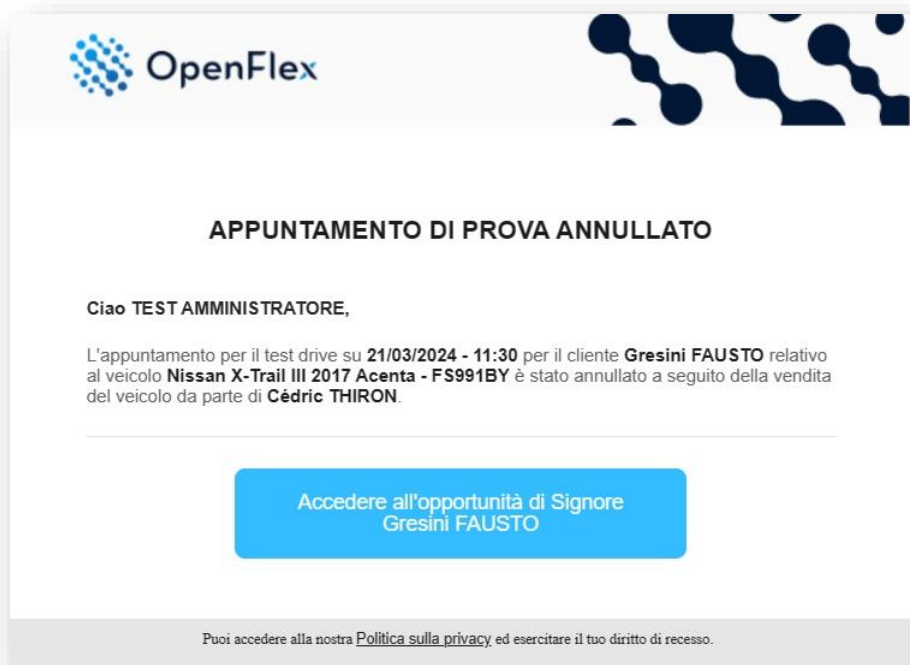 OpenFlex
APPUNTAMENTO DI PROVA ANNULLATO
Ciao TEST AMMINISTRATORE,
L'appuntamento per il test drive su 21/03/2024 - 11:30 per il cliente Gresini FAUSTO relativo
al veicolo Nissan X-Trail III 2017 Acenta - FS991BY è stato annullato a seguito della vendita
del veicolo da parte di Cédric THIRON.
Accedere all'opportunità di Signore
Gresini FAUSTO
Puoi accedere alla nostra Politica sulla privacy ed esercitare il tuo diritto di recesso.